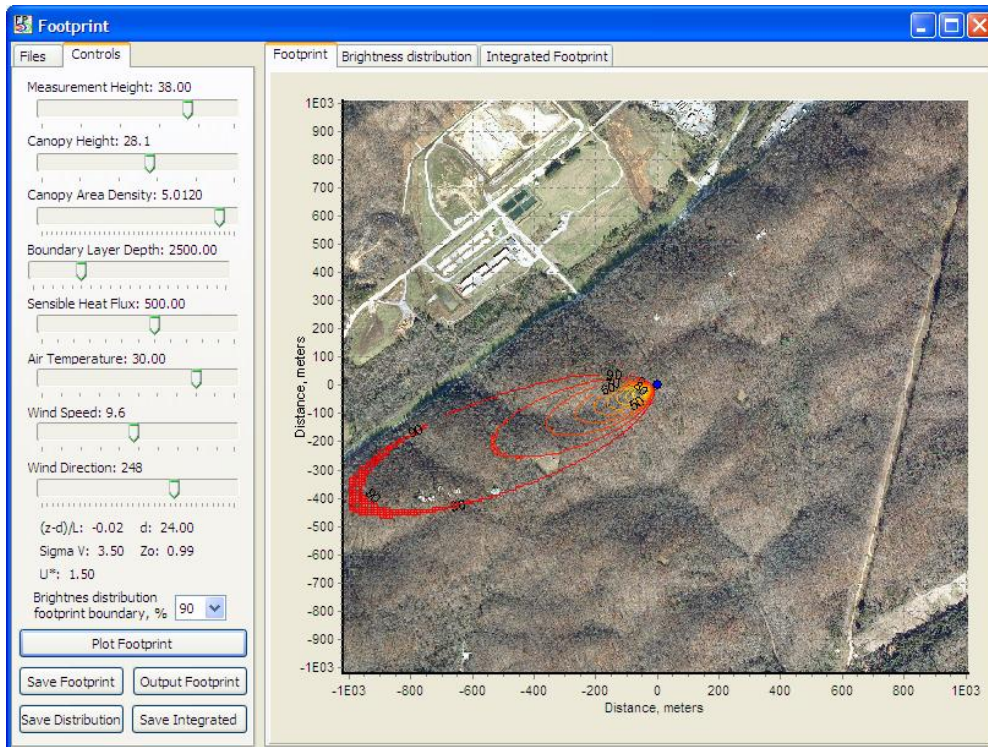 Footprint
Files Controls
Measurement Height: 38.00
Canopy Height: 28.1
Canopy Area Density: 5.0120
Boundary Layer Depth: 2500.00
Sensible Heat Flux: 500.00
Air Temperature: 30.00
Wind Speed: 9.6
Wind Direction: 248
(z-d)/L: -0.02 d: 24.00
Sigma V: 3.50 Zo: 0.99
U*: 1.50
Brightnes distribution
footprint boundary, % 90
Plot Footprint
Save Footprint Output Footprint
Save Distribution Save Integrated
Footprint Brightness distribution Integrated Footprint
Distance, meters
1E03
900
800
700
600
500
400
300
200
100
0
-100
-200
-300
-400
-500
-600
-700
-800
-900
-1E03
90
90
90
90
-1E03 -800 -600 -400 -200 0 200 400 600 800 1E03
Distance, meters